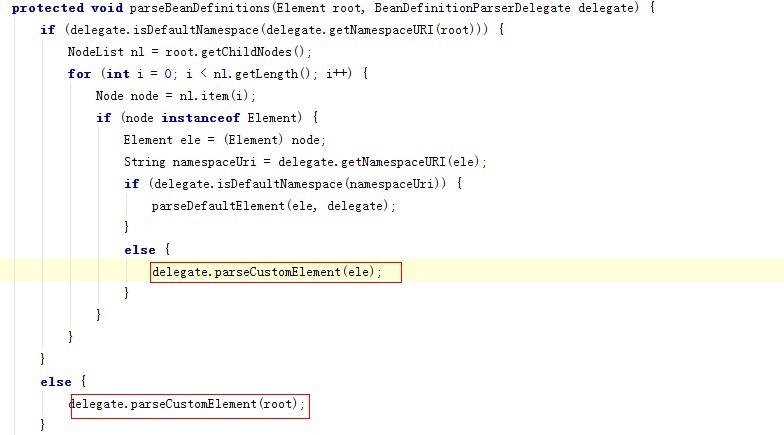 protected void parseBeanDefinitions(Element root, BeanDefinitionParserDelegate delegate) {
if (delegate.isDefaultNamespace(delegate.getNamespaceURI(root))) {
NodeList nl = root.getChildNodes();
for (int i = 0; i < nl.getLength(); i++) {
Node node = nl.item(i);
if (node instanceof Element) {
Element ele = (Element) node;
String namespaceUri = delegate.getNamespaceURI(ele);
if (delegate.isDefaultNamespace(namespaceUri)) {
parseDefaultElement(ele, delegate);
}
else {
delegate.parseCustomElement(ele);
}
}
}
}
else {
delegate.parseCustomElement(root);
}